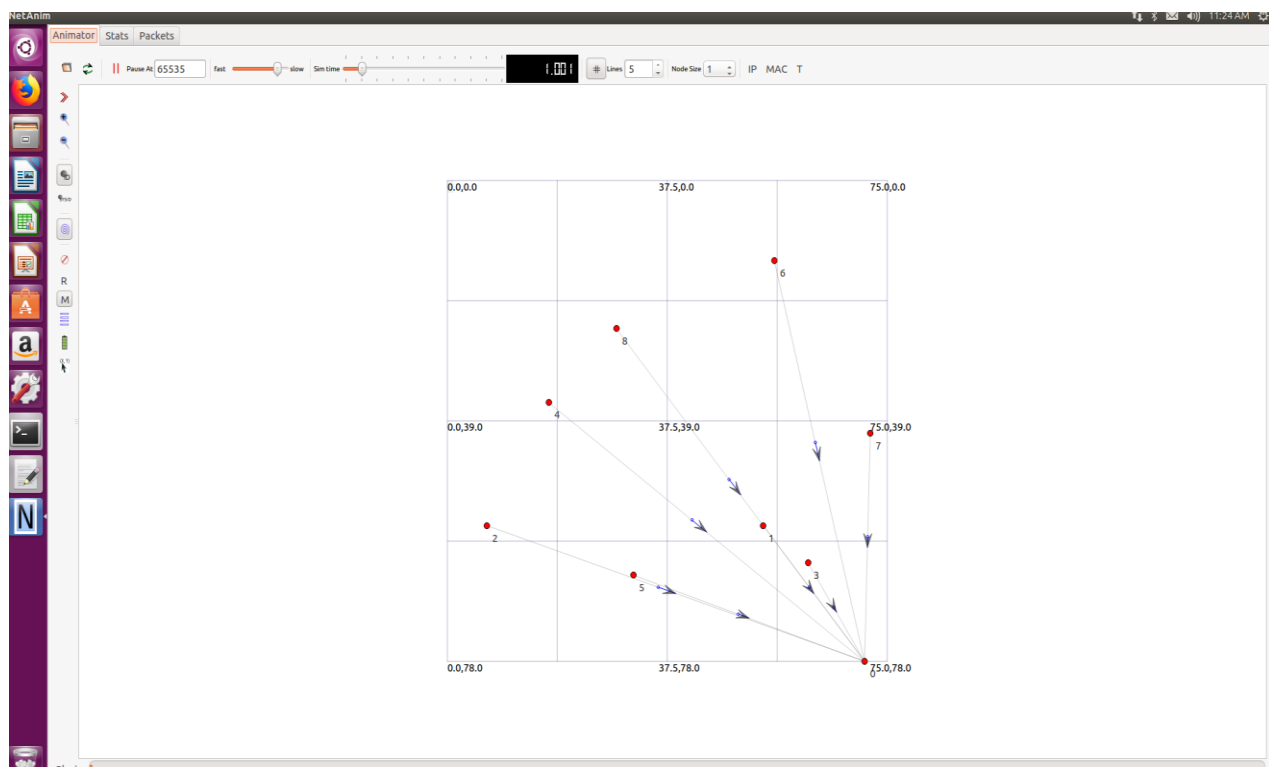 NetAnim
11:24 AM
Animator Stats Packets
Pause At 65535 fast slow Sim time 1.001 # Lines 5 Node Size 1 IP MAC T
R
M
0.0,0.0 37.5,0.0 75.0,0.0
6
8
4
0.0,39.0 37.5,39.0 75.0,39.0
7
2 1
3
5
0.0,78.0 37.5,78.0 75.0,78.0
0